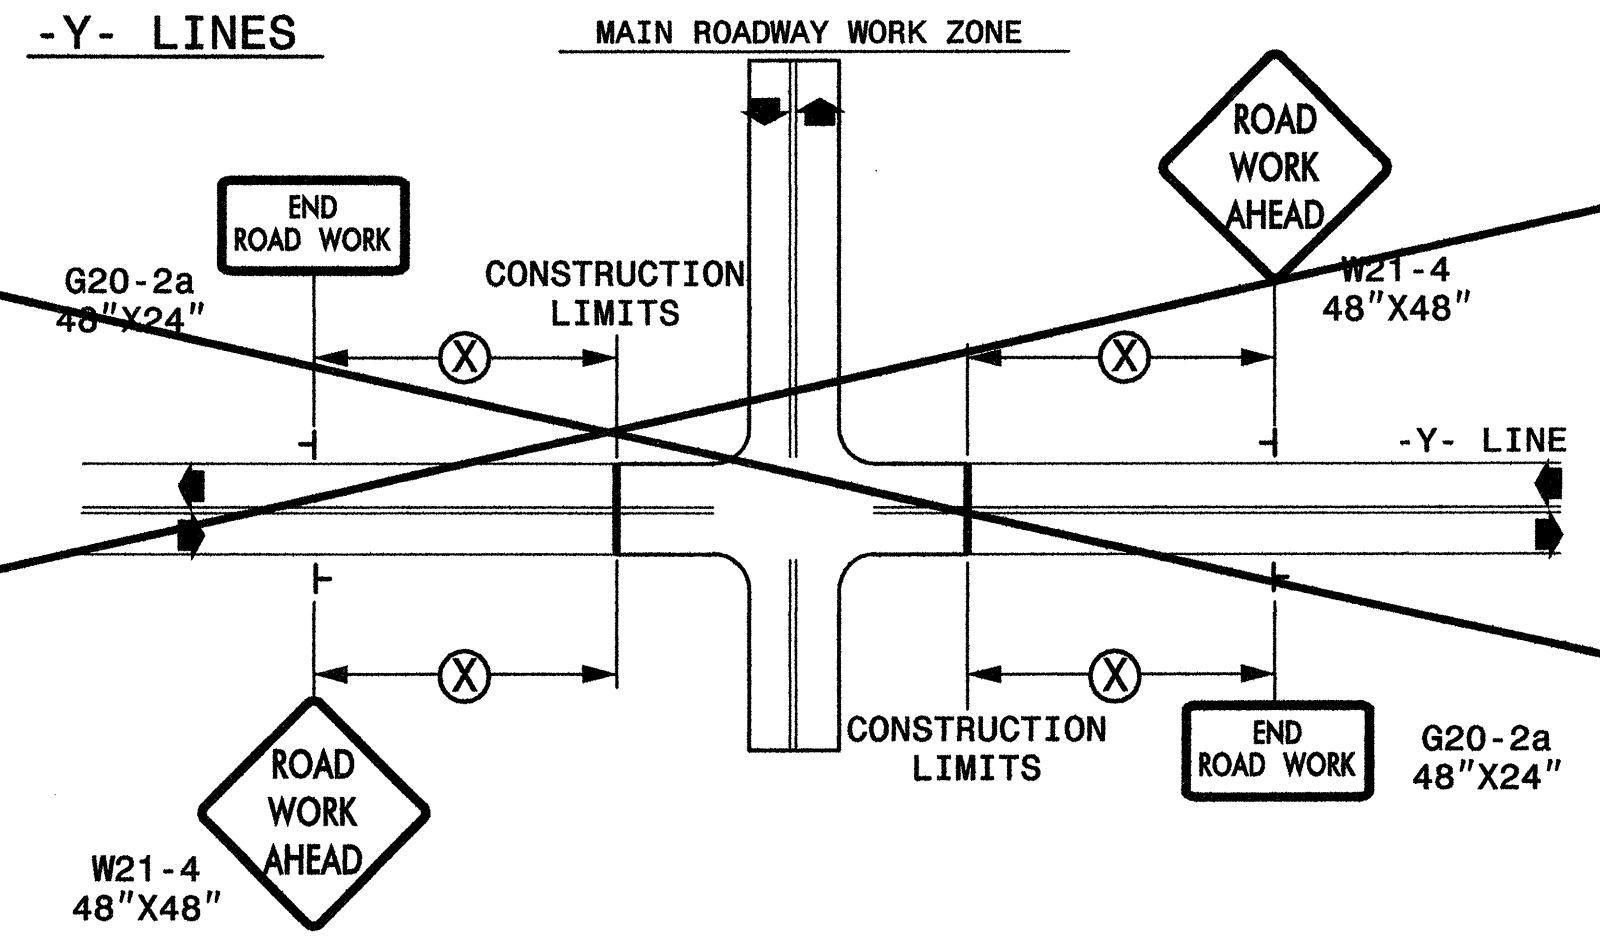 -Y- LINES
MAIN ROADWAY WORK ZONE
ROAD
WORK
AHEAD
W21-4
48"X48"
END
ROAD WORK
G20-2a
48"X24"
CONSTRUCTION
LIMITS
X
X
-Y- LINE
X
X
CONSTRUCTION
LIMITS
END
ROAD WORK
G20-2a
48"X24"
ROAD
WORK
AHEAD
W21-4
48"X48"